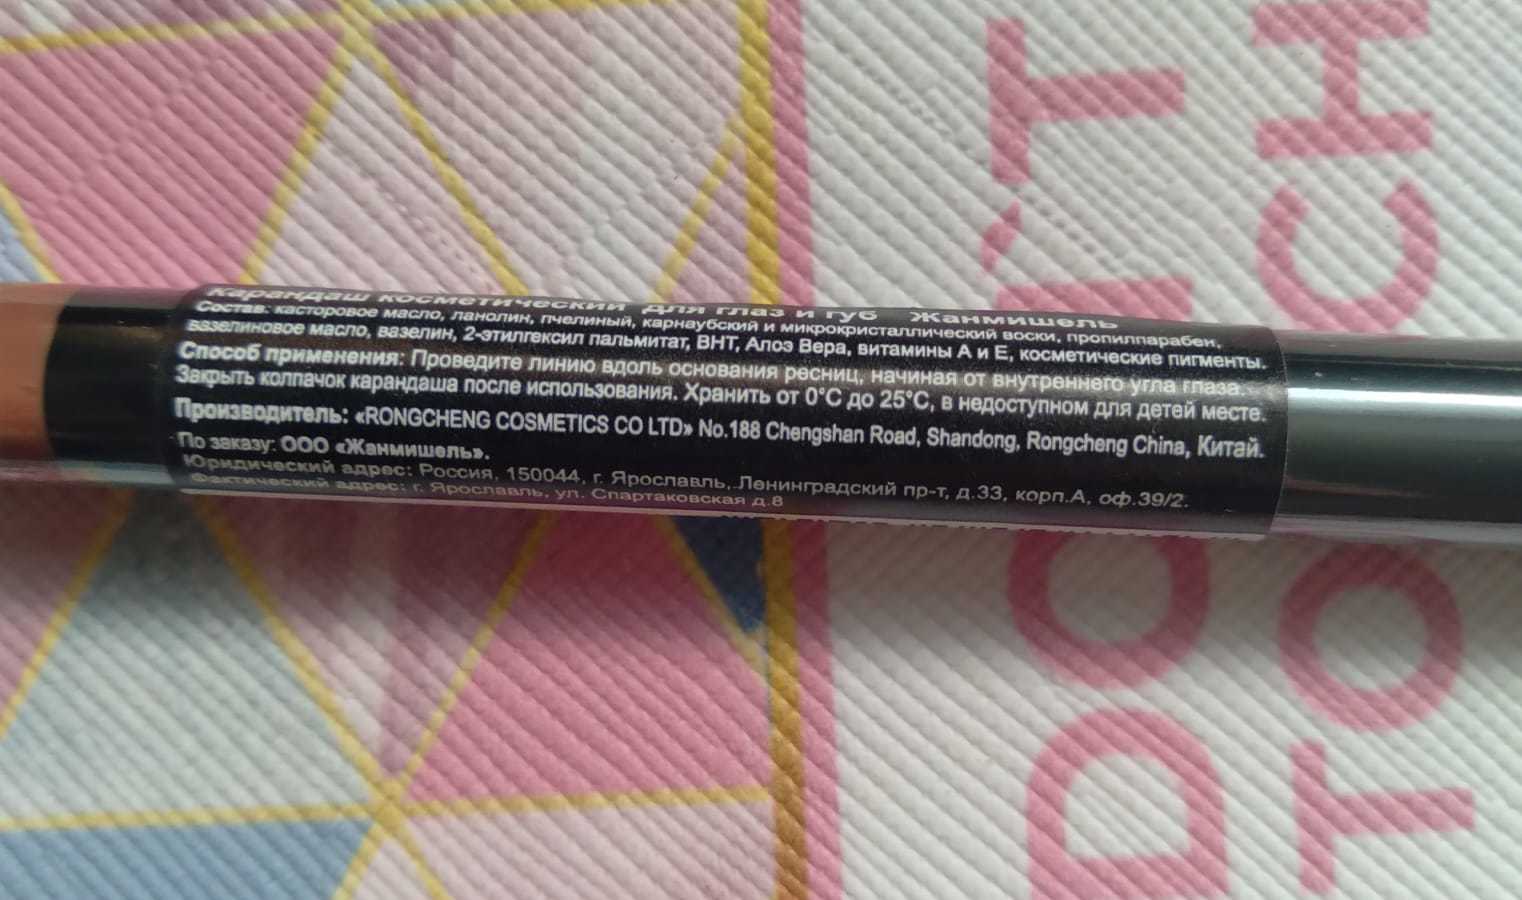 Карандаш косметический для глаз и губ Жанмишель
Состав: касторовое масло, ланолин, пчелиный, карнаубский и микрокристаллический воски, пропилпарабен,
вазелиновое масло, вазелин, 2-этилгексил пальмитат, BHT, Алоэ Вера, витамины А и Е, косметические пигменты.
Способ применения: Проведите линию вдоль основания ресниц, начиная от внутреннего угла глаза.
Закрыть колпачок карандаша после использования. Хранить от 0°C до 25°C, в недоступном для детей месте.
Производитель: «RONGCHENG COSMETICS CO LTD» No.188 Chengshan Road, Shandong, Rongcheng China, Китай.
По заказу: ООО «Жанмишель».
Юридический адрес: Россия, 150044, г. Ярославль, Ленинградский пр-т, д.33, корп.А, оф.39/2.
Фактический адрес: г. Ярославль, ул. Спартаковская д.8